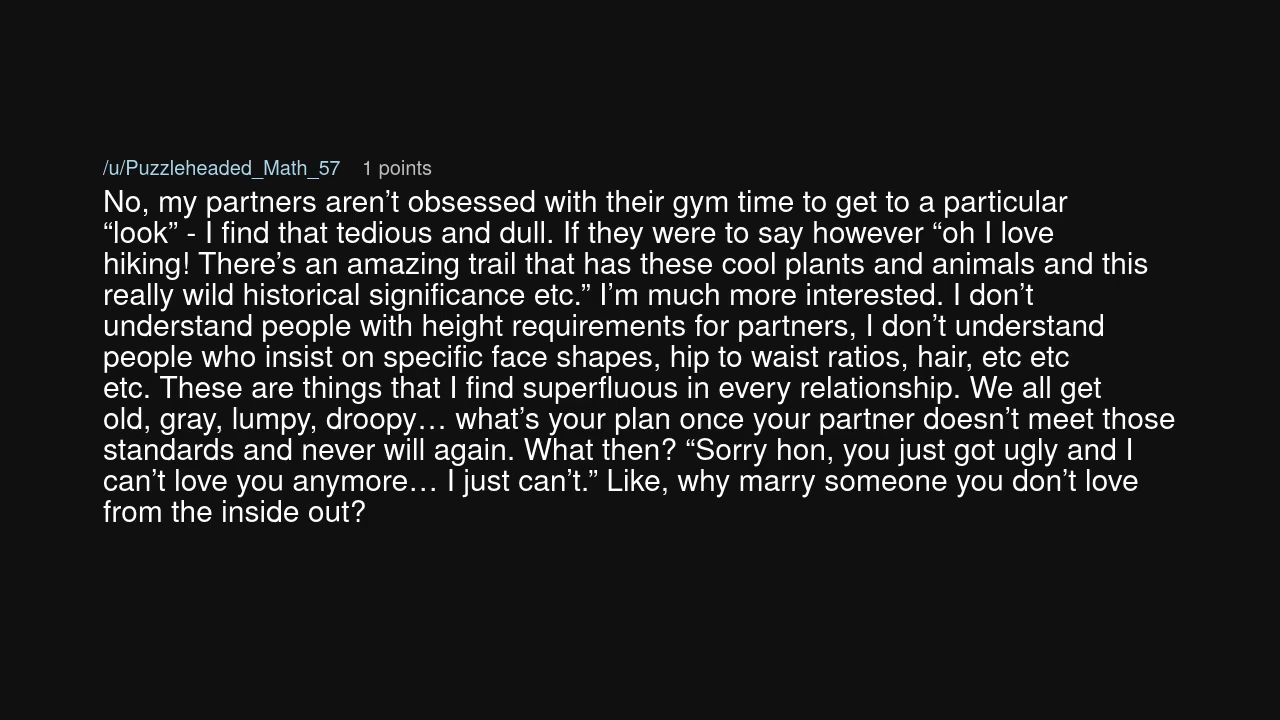 /u/Puzzleheaded_Math_57 1 points
No, my partners aren’t obsessed with their gym time to get to a particular
“look” - I find that tedious and dull. If they were to say however “oh I love
hiking! There’s an amazing trail that has these cool plants and animals and this
really wild historical significance etc.” I’m much more interested. I don’t
understand people with height requirements for partners, I don’t understand
people who insist on specific face shapes, hip to waist ratios, hair, etc etc
etc. These are things that I find superfluous in every relationship. We all get
old, gray, lumpy, droopy… what’s your plan once your partner doesn’t meet those
standards and never will again. What then? “Sorry hon, you just got ugly and I
can’t love you anymore… I just can’t.” Like, why marry someone you don’t love
from the inside out?